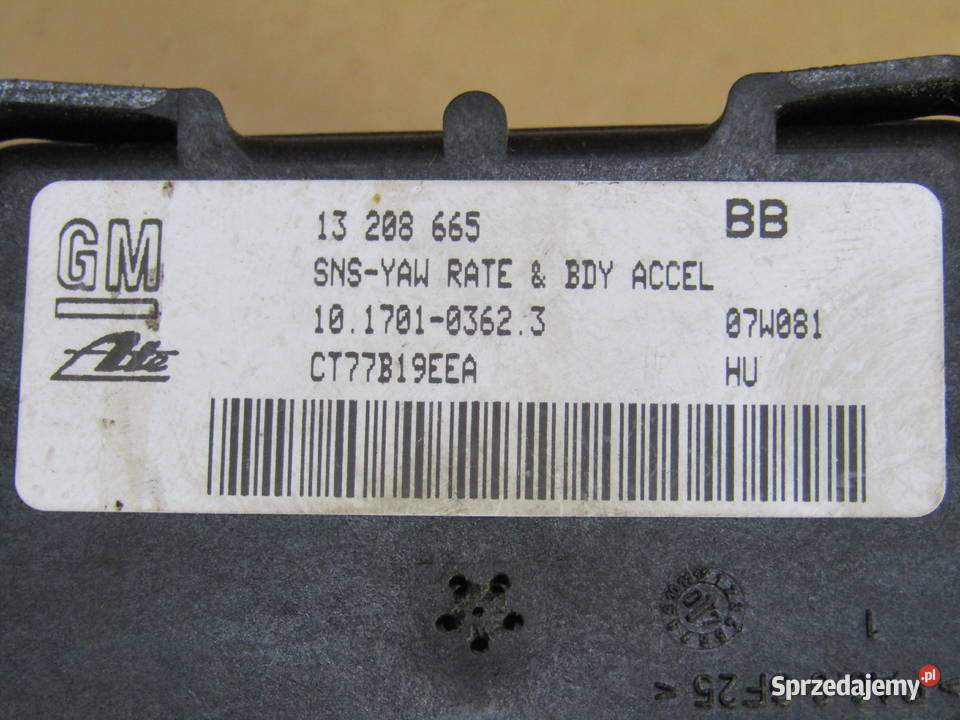 GM
13 208 665
BB
SNS-YAW RATE & BDY ACCEL
10.1701-0362.3
07W081
Ate
CT77B19EEA
HU
1
Sprzedajemy.pl